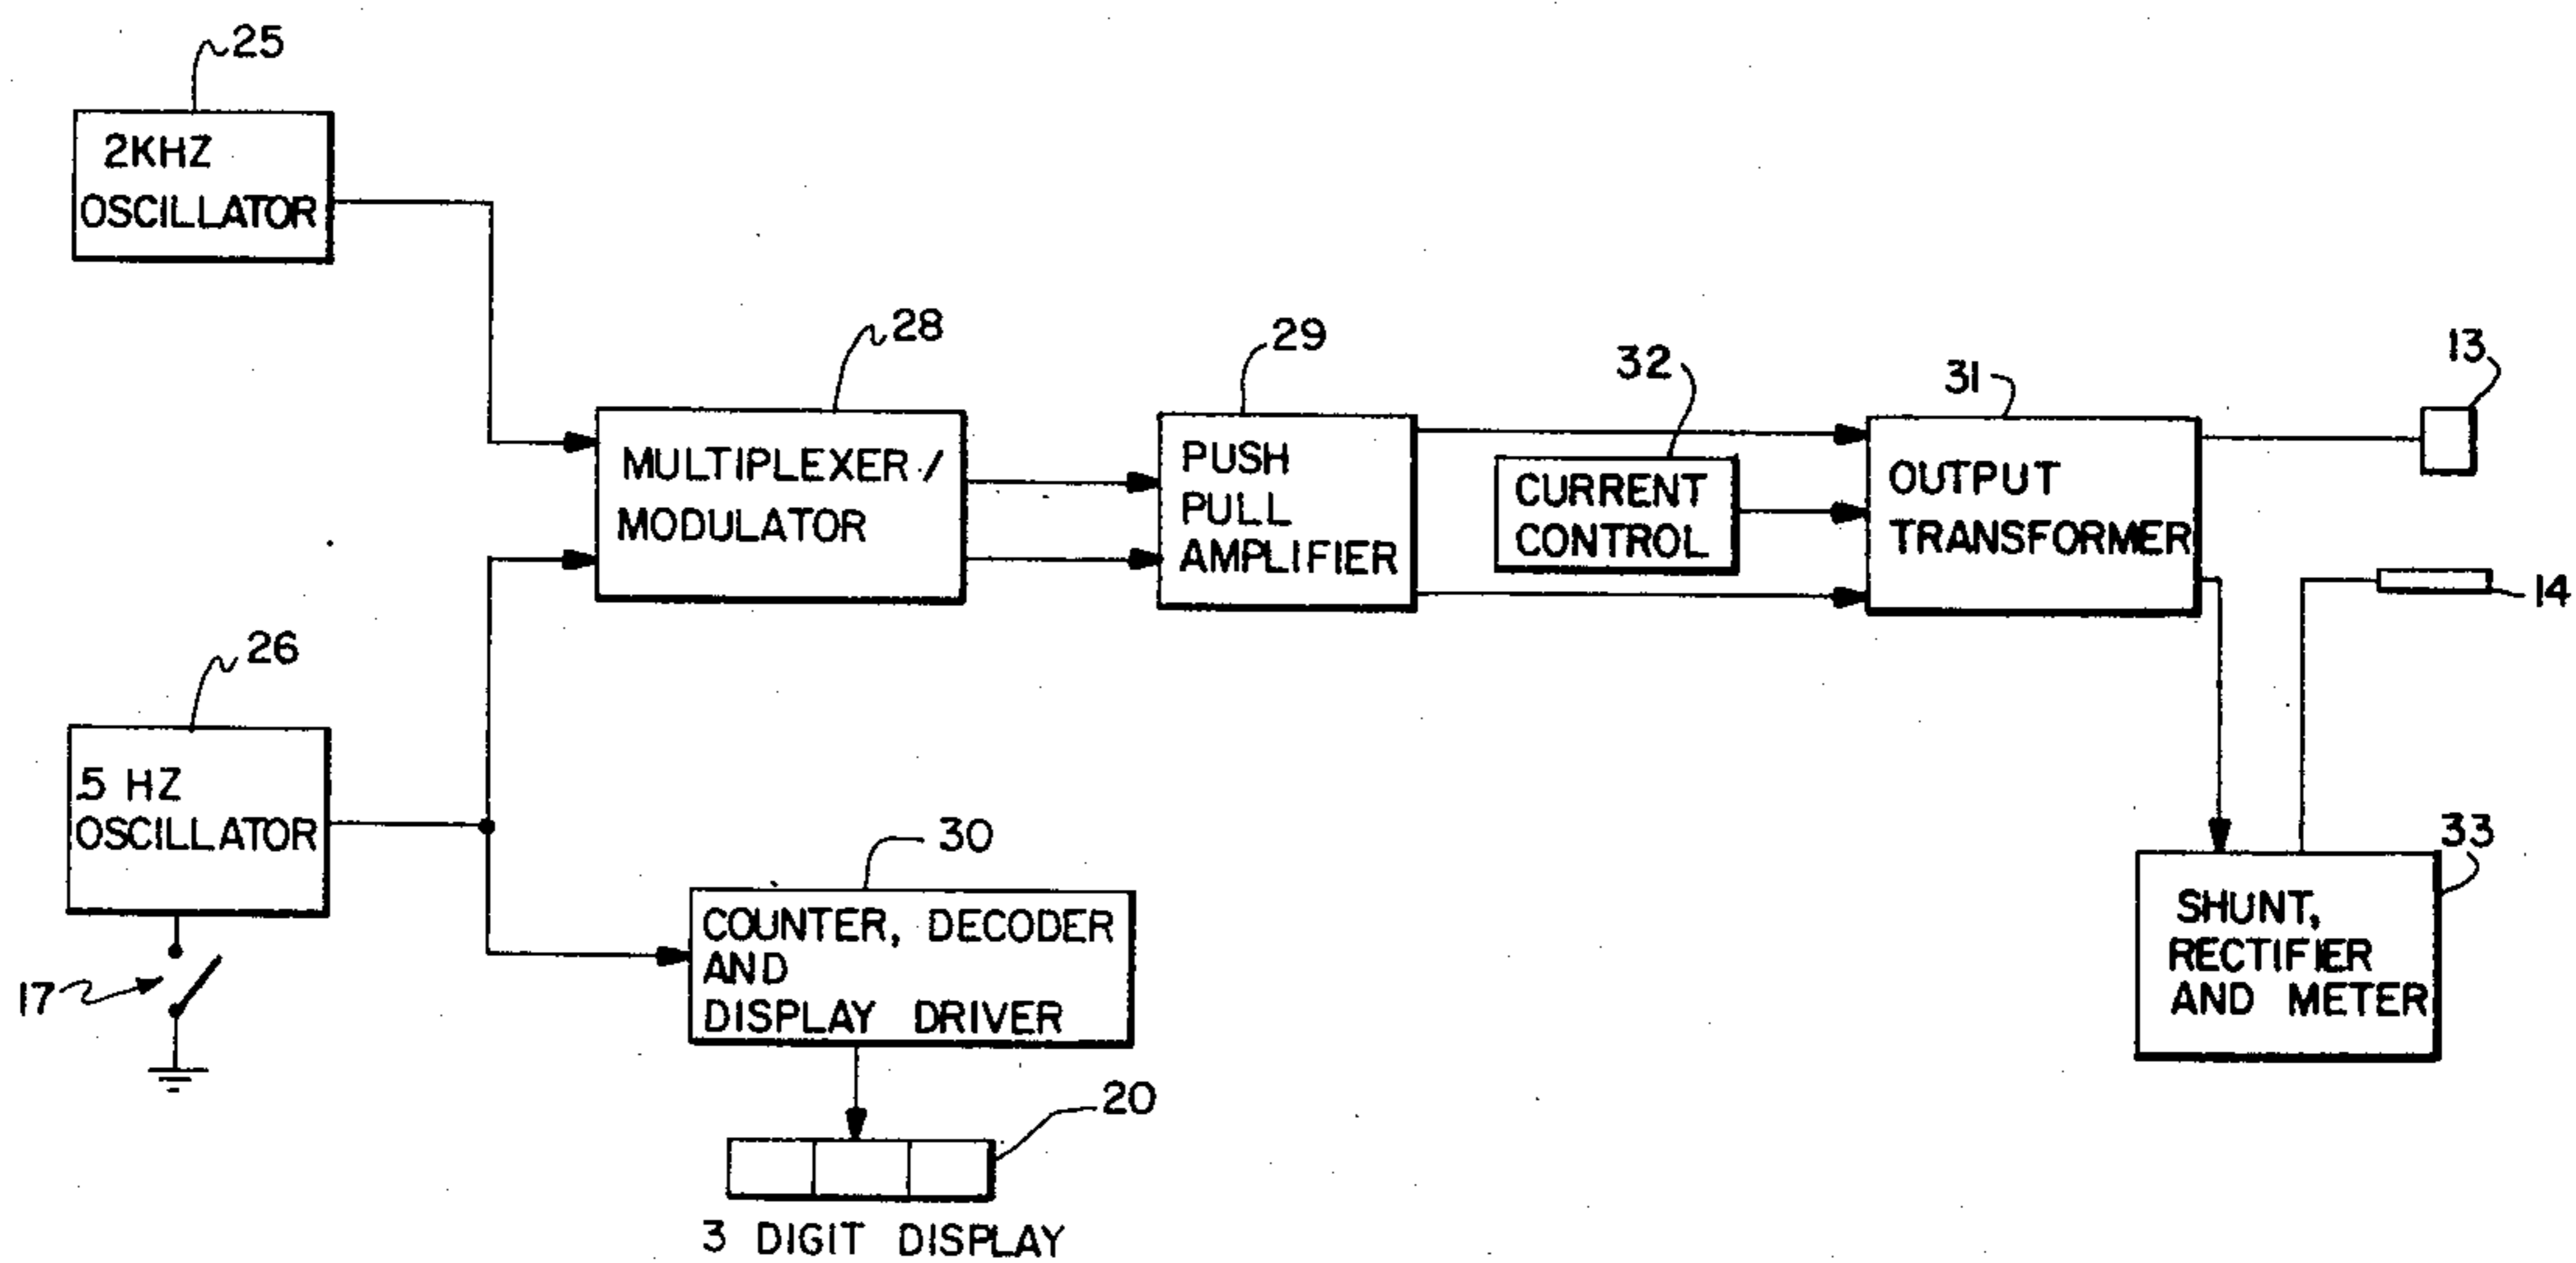 25
2KHZ
OSCILLATOR
28
MULTIPLEXER/
MODULATOR
29
PUSH
PULL
AMPLIFIER
32
CURRENT
CONTROL
31
OUTPUT
TRANSFORMER
13
14
26
.5 HZ
OSCILLATOR
17
30
COUNTER, DECODER
AND
DISPLAY DRIVER
20
3 DIGIT DISPLAY
33
SHUNT,
RECTIFIER
AND METER